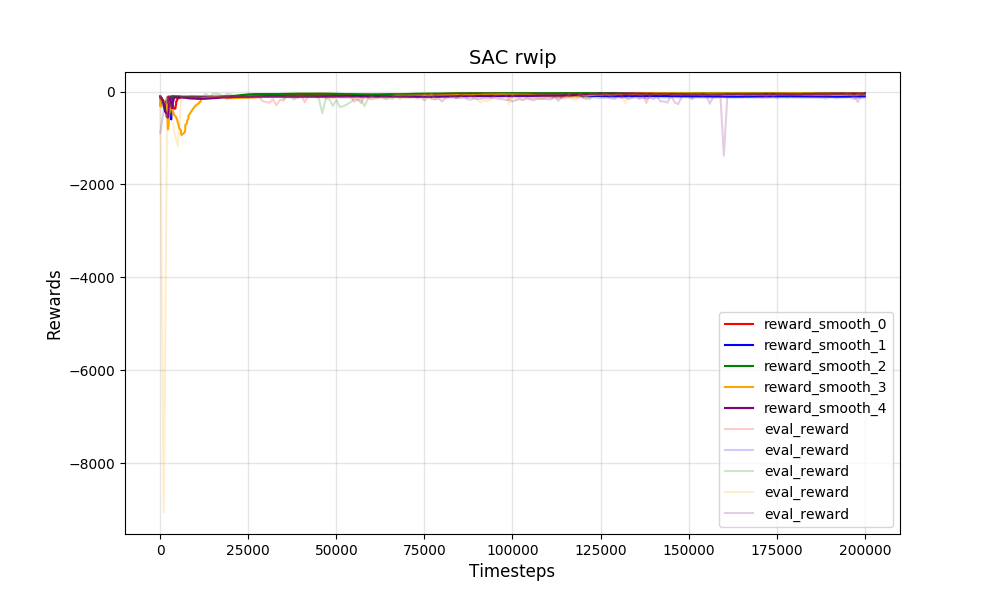 SAC rwip
Rewards
0
−2000
−4000
−6000
−8000
reward_smooth_0
reward_smooth_1
reward_smooth_2
reward_smooth_3
reward_smooth_4
eval_reward
eval_reward
eval_reward
eval_reward
eval_reward
0 25000 50000 75000 100000 125000 150000 175000 200000
Timesteps